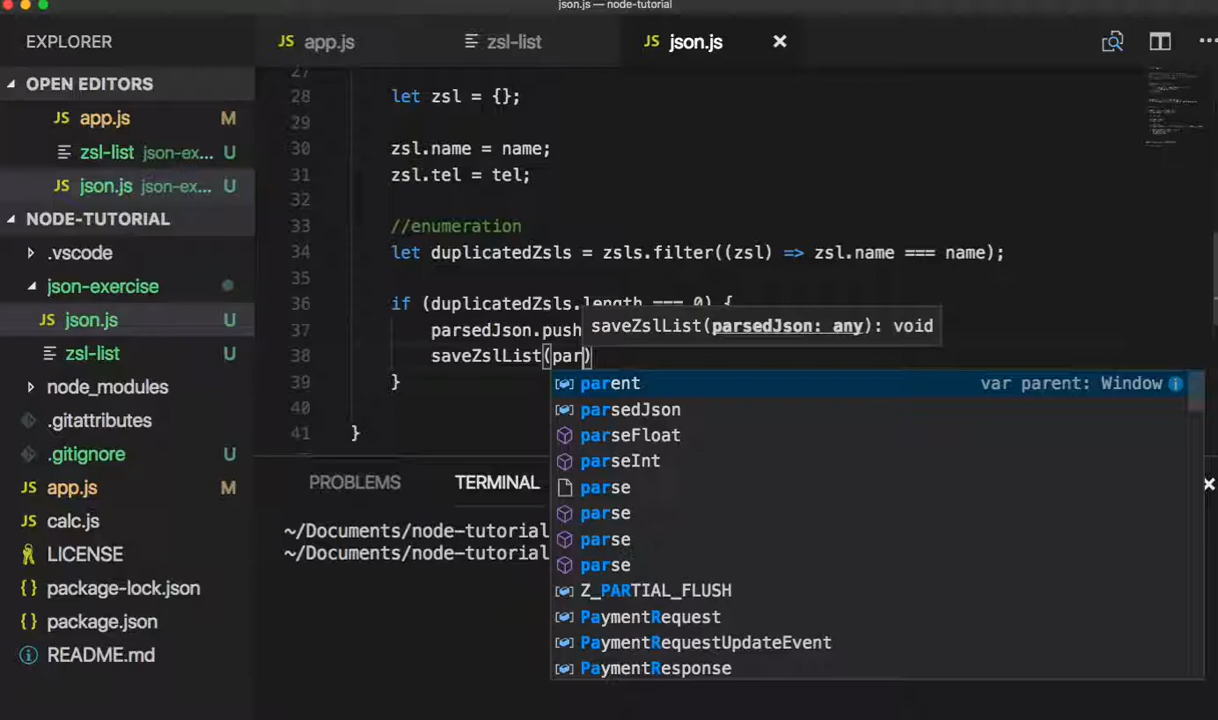 json.js — node-tutorial
EXPLORER
JS app.js
zsl-list
JS json.js
OPEN EDITORS
JS app.js M
zsl-list json-ex... U
JS json.js json-ex... U
NODE-TUTORIAL
.vscode
json-exercise
JS json.js U
zsl-list U
node_modules
.gitattributes
.gitignore U
JS app.js M
JS calc.js
LICENSE
{} package-lock.json
{} package.json
README.md
27
28 let zsl = {};
29
30 zsl.name = name;
31 zsl.tel = tel;
32
33 //enumeration
34 let duplicatedZsls = zsls.filter((zsl) => zsl.name === name);
35
36 if (duplicatedZsls.length === 0) {
37 parsedJson.push
saveZslList(parsedJson: any): void
38 saveZslList(par)
39 }
40
41 }
parent var parent: Window
parsedJson
parseFloat
parseInt
parse
parse
parse
parse
Z_PARTIAL_FLUSH
PaymentRequest
PaymentRequestUpdateEvent
PaymentResponse
PROBLEMS TERMINAL
~/Documents/node-tutorial
~/Documents/node-tutorial